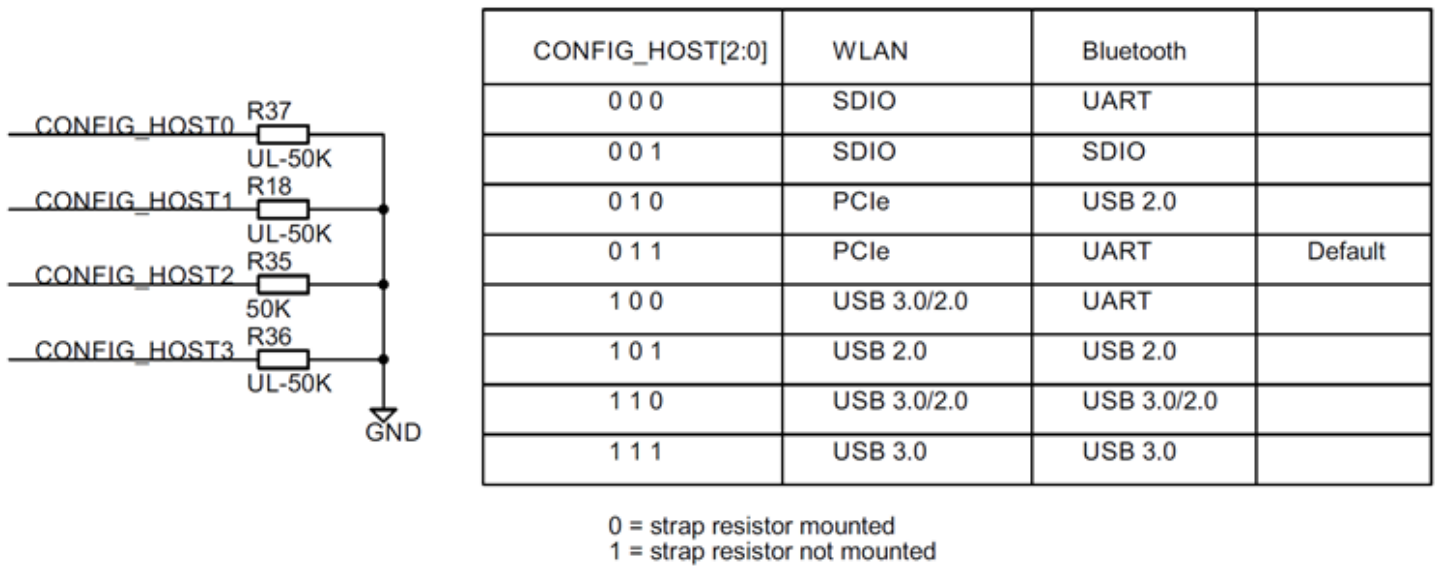 CONFIG_HOST0 R37
UL-50K
CONFIG_HOST1 R18
UL-50K
CONFIG_HOST2 R35
50K
CONFIG_HOST3 R36
UL-50K
GND
CONFIG_HOST[2:0] WLAN Bluetooth
0 0 0 SDIO UART
0 0 1 SDIO SDIO
0 1 0 PCIe USB 2.0
0 1 1 PCIe UART Default
1 0 0 USB 3.0/2.0 UART
1 0 1 USB 2.0 USB 2.0
1 1 0 USB 3.0/2.0 USB 3.0/2.0
1 1 1 USB 3.0 USB 3.0
0 = strap resistor mounted
1 = strap resistor not mounted